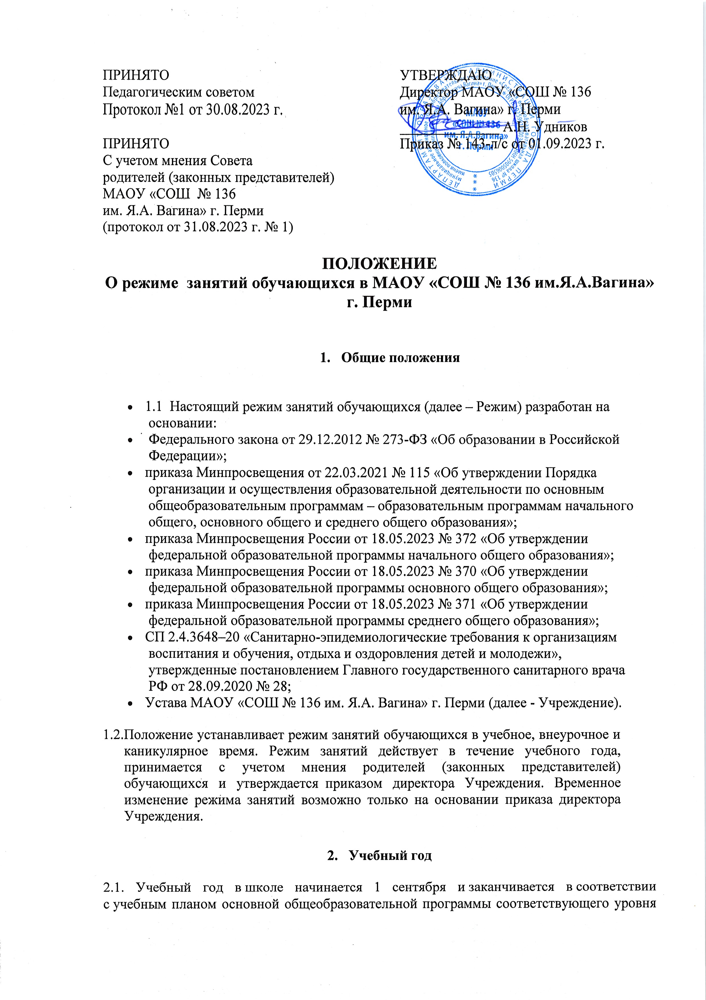 ПРИНЯТО
Педагогическим советом
Протокол №1 от 30.08.2023 г.
ПРИНЯТО
С учетом мнения Совета
родителей (законных представителей)
МАОУ «СОШ № 136
им. Я.А. Вагина» г. Перми
(протокол от 31.08.2023 г. № 1)
УТВЕРЖДАЮ
Директор МАОУ «СОШ № 136
им. Я.А. Вагина» г. Перми
А.Н. Удников
Приказ № 143-л/с от 01.09.2023 г.
МАОУ
«СОШ № 136
им. Я.А.Вагина»
г. Перми
ПОЛОЖЕНИЕ
О режиме занятий обучающихся в МАОУ «СОШ № 136 им.Я.А.Вагина»
г. Перми
1. Общие положения
• 1.1 Настоящий режим занятий обучающихся (далее – Режим) разработан на
основании:
• Федерального закона от 29.12.2012 № 273-ФЗ «Об образовании в Российской
Федерации»;
• приказа Минпросвещения от 22.03.2021 № 115 «Об утверждении Порядка
организации и осуществления образовательной деятельности по основным
общеобразовательным программам – образовательным программам начального
общего, основного общего и среднего общего образования»;
• приказа Минпросвещения России от 18.05.2023 № 372 «Об утверждении
федеральной образовательной программы начального общего образования»;
• приказа Минпросвещения России от 18.05.2023 № 370 «Об утверждении
федеральной образовательной программы основного общего образования»;
• приказа Минпросвещения России от 18.05.2023 № 371 «Об утверждении
федеральной образовательной программы среднего общего образования»;
• СП 2.4.3648–20 «Санитарно-эпидемиологические требования к организациям
воспитания и обучения, отдыха и оздоровления детей и молодежи»,
утвержденные постановлением Главного государственного санитарного врача
РФ от 28.09.2020 № 28;
• Устава МАОУ «СОШ № 136 им. Я.А. Вагина» г. Перми (далее - Учреждение).
1.2.Положение устанавливает режим занятий обучающихся в учебное, внеурочное и
каникулярное время. Режим занятий действует в течение учебного года,
принимается с учетом мнения родителей (законных представителей)
обучающихся и утверждается приказом директора Учреждения. Временное
изменение режима занятий возможно только на основании приказа директора
Учреждения.
2. Учебный год
2.1. Учебный год в школе начинается 1 сентября и заканчивается в соответствии
с учебным планом основной общеобразовательной программы соответствующего уровня